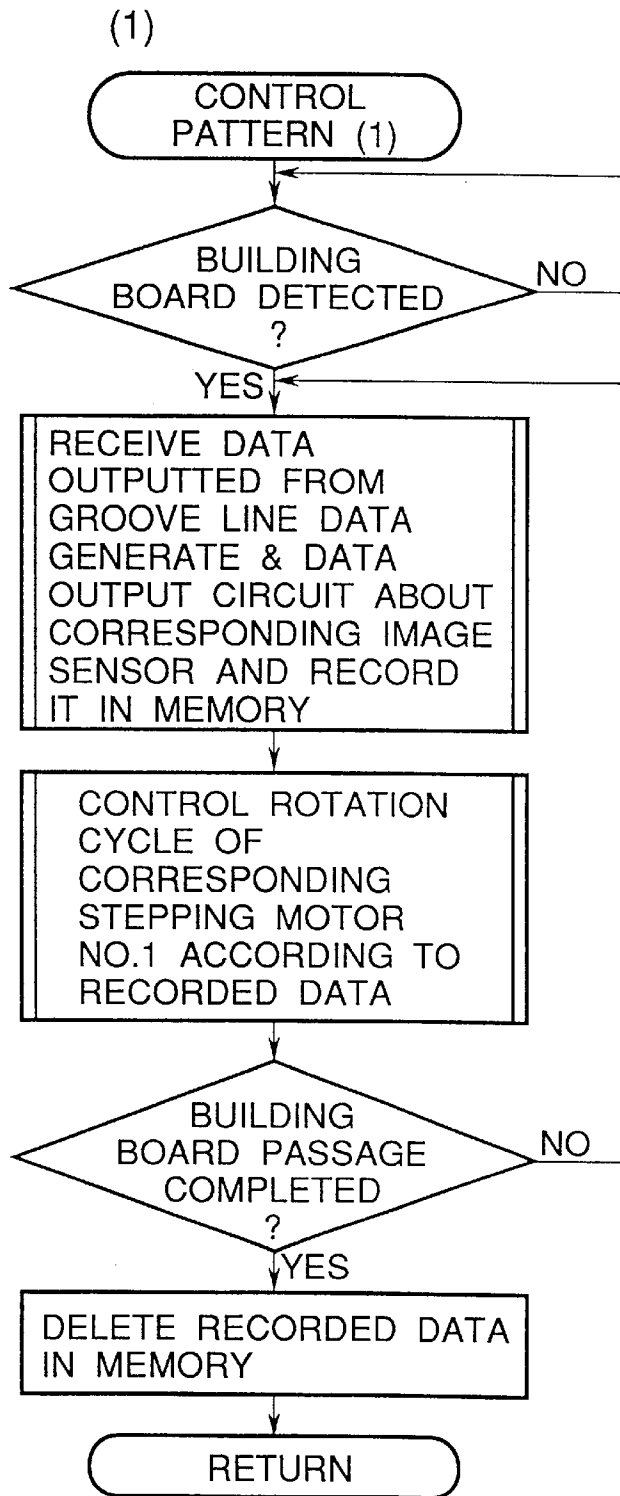 (1)
CONTROL
PATTERN (1)
BUILDING
BOARD DETECTED
?
NO
YES
RECEIVE DATA
OUTPUTTED FROM
GROOVE LINE DATA
GENERATE & DATA
OUTPUT CIRCUIT ABOUT
CORRESPONDING IMAGE
SENSOR AND RECORD
IT IN MEMORY
CONTROL ROTATION
CYCLE OF
CORRESPONDING
STEPPING MOTOR
NO.1 ACCORDING TO
RECORDED DATA
BUILDING
BOARD PASSAGE
COMPLETED
?
NO
YES
DELETE RECORDED DATA
IN MEMORY
RETURN